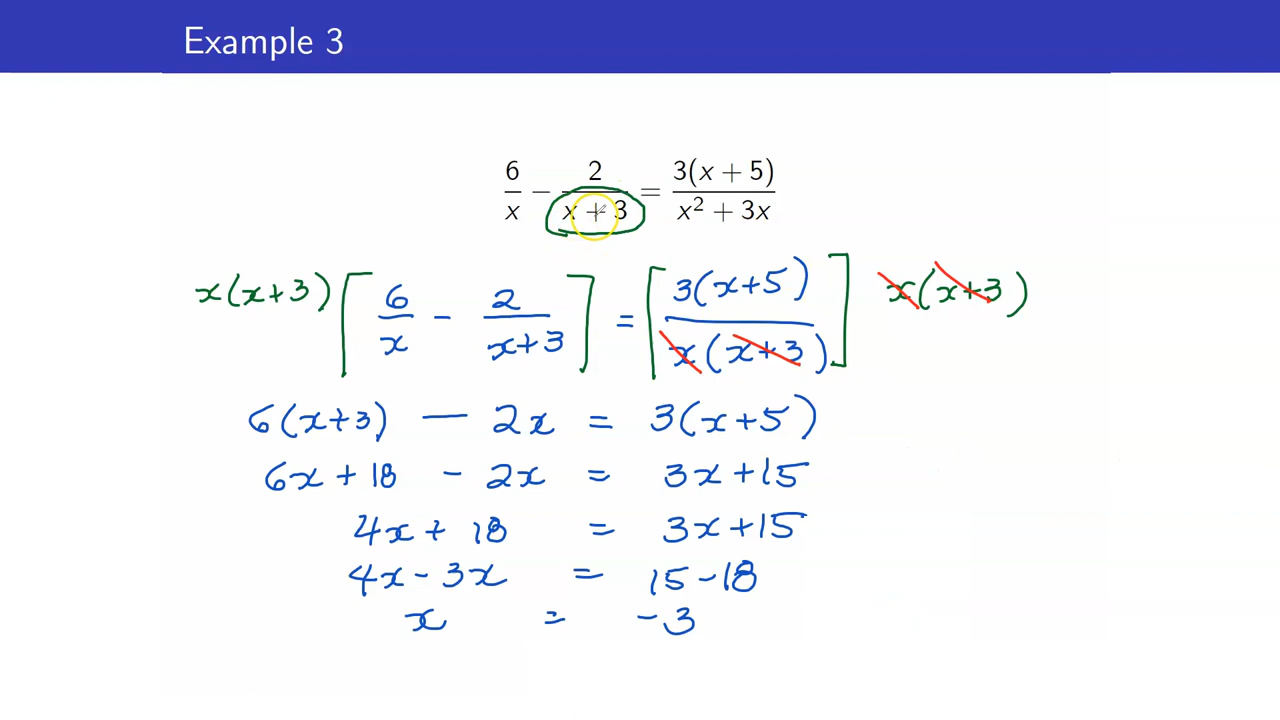 Example 3
6/x − 2/(x + 3) = 3(x + 5)/(x² + 3x)
x(x+3) [6/x - 2/(x+3)] = [3(x+5)/(x(x+3))] x(x+3)
6(x+3) - 2x = 3(x+5)
6x+18 - 2x = 3x+15
4x+ 18 = 3x+15
4x-3x = 15-18
x = -3